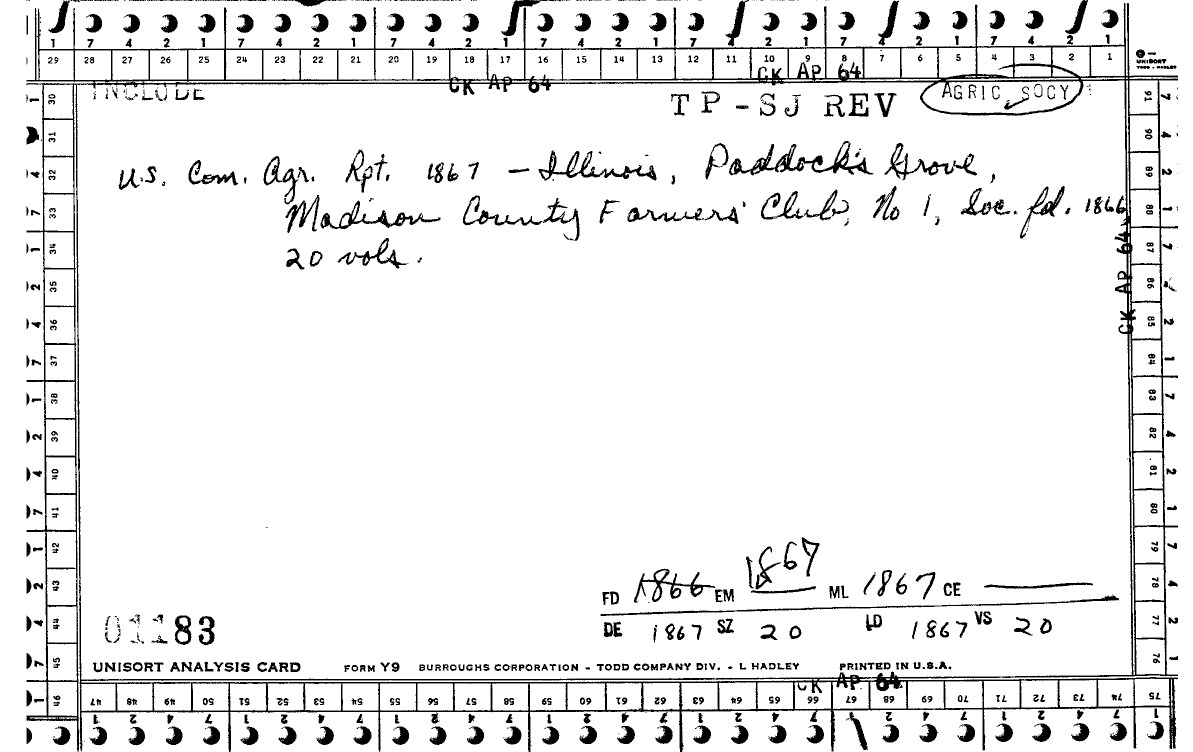 1 7 4 2 1 7 4 2 1 7 4 2 1 7 4 2 1 7 4 2 1 7 4 2 1 7 4 2 1
29 28 27 26 25 24 23 22 21 20 19 18 17 16 15 14 13 12 11 10 9 8 7 6 5 4 3 2 1
UNISORT
CK AP 64 CK AP 64
INCLUDE
TP-SJ REV AGRIC SOCY
U.S. Com. Agr. Rpt. 1867 — Illinois, Paddock's Grove,
Madison County Farmers' Club, No 1, Soc. fd. 1866,
20 vols.
CK AP 64
30 31 32 33 34 35 36 37 38 39 40 41 42 43 44 45 46
91 90 89 88 87 86 85 84 83 82 81 80 79 78 77 76 75
1867
FD 1866 EM ML 1867 CE
DE 1867 SZ 20 LD 1867 VS 20
01183
UNISORT ANALYSIS CARD FORM Y9 BURROUGHS CORPORATION - TODD COMPANY DIV. - L HADLEY PRINTED IN U.S.A.
CK AP 64
47 48 49 50 51 52 53 54 55 56 57 58 59 60 61 62 63 64 65 66 67 68 69 70 71 72 73 74